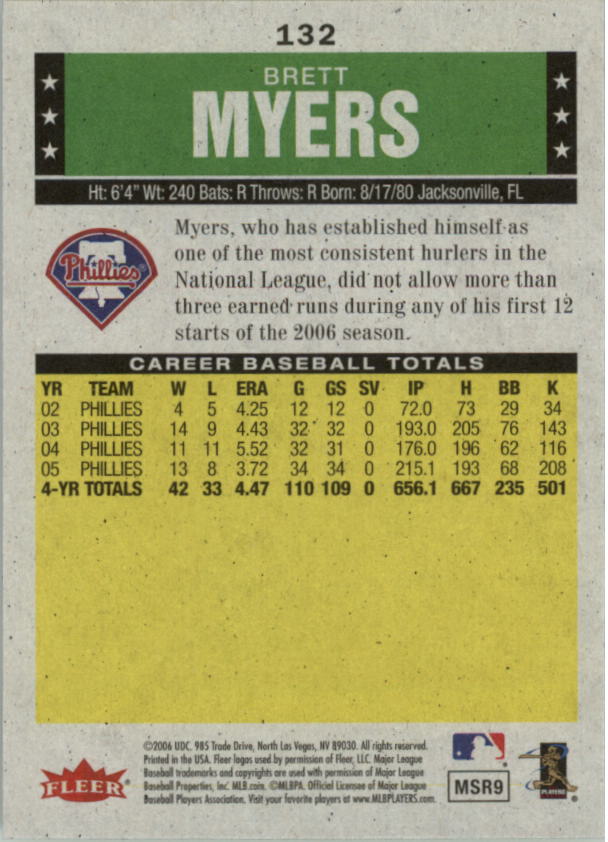 132
BRETT
MYERS
Ht: 6'4" Wt: 240 Bats: R Throws: R Born: 8/17/80 Jacksonville, FL
Phillies
Myers, who has established himself as
one of the most consistent hurlers in the
National League, did not allow more than
three earned runs during any of his first 12
starts of the 2006 season.
CAREER BASEBALL TOTALS
YR TEAM W L ERA G GS SV IP H BB K
02 PHILLIES 4 5 4.25 12 12 0 72.0 73 29 34
03 PHILLIES 14 9 4.43 32 32 0 193.0 205 76 143
04 PHILLIES 11 11 5.52 32 31 0 176.0 196 62 116
05 PHILLIES 13 8 3.72 34 34 0 215.1 193 68 208
4-YR TOTALS 42 33 4.47 110 109 0 656.1 667 235 501
©2006 UDC. 985 Trade Drive, North Las Vegas, NV 89030. All rights reserved.
Printed in the USA. Fleer logos used by permission of Fleer, LLC. Major League
Baseball trademarks and copyrights are used with permission of Major League
Baseball Properties, Inc. MLB.com. ©MLBPA. Official Licensee of Major League
Baseball Players Association. Visit your favorite players at www.MLBPLAYERS.com.
FLEER®
MSR9
PLAYERS